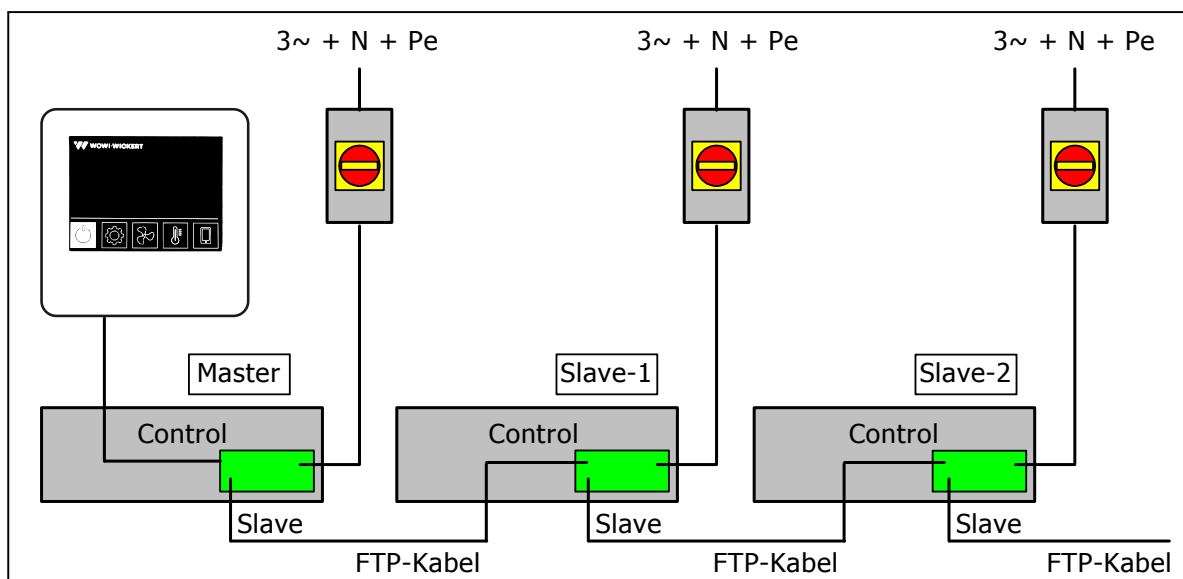 3~ + N + Pe
3~ + N + Pe
3~ + N + Pe
WOWI-WICKERT
Master
Slave-1
Slave-2
Control
Control
Control
Slave
Slave
Slave
FTP-Kabel
FTP-Kabel
FTP-Kabel